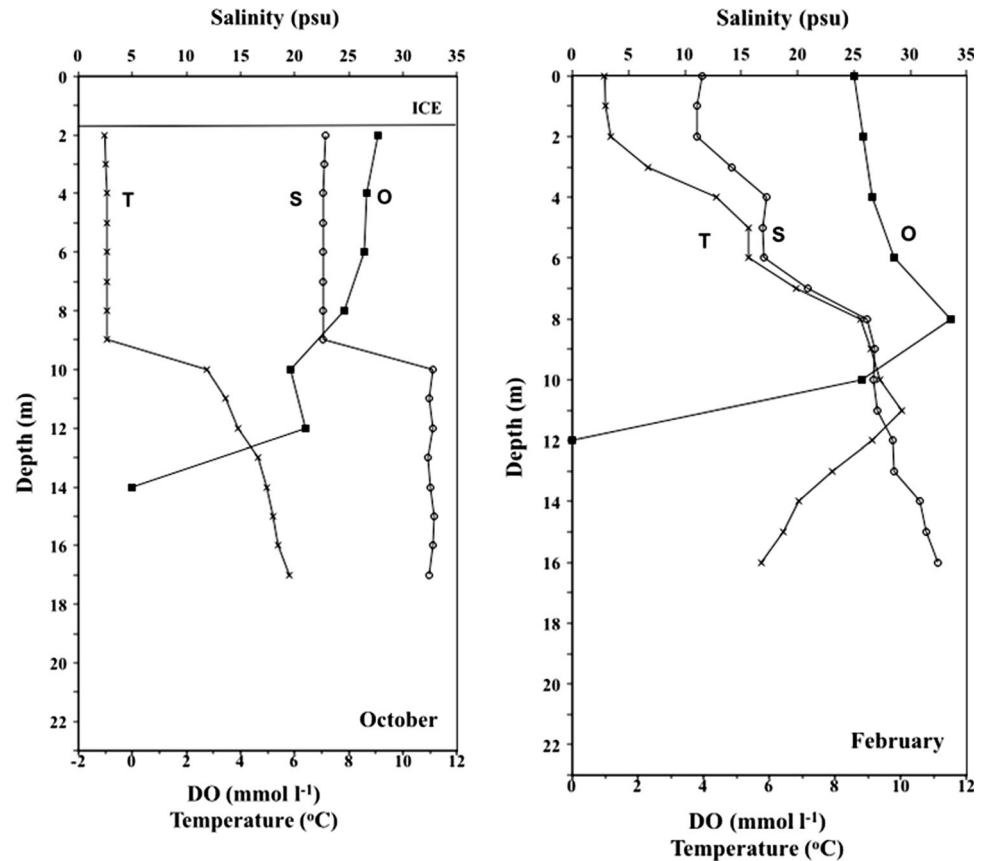 Salinity (psu)
0 5 10 15 20 25 30 35
0
ICE
2
T S O
4
6
8
10
12
14
16
18
20
22
Depth (m)
October
-2 0 2 5 8 10 12
DO (mmol l-1)
Temperature (oC)
Salinity (psu)
0 5 10 15 20 25 30 35
0
2
4
T S O
6
8
10
12
14
16
18
20
22
Depth (m)
February
0 2 4 6 8 10 12
DO (mmol l-1)
Temperature (oC)